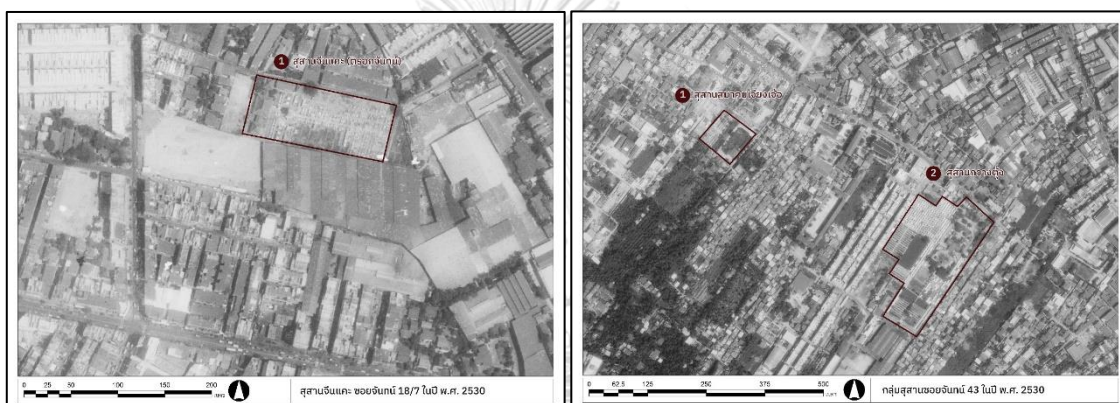 1 สุสานจีนแคะ (ตรอกจันทน์)
0 25 50 100 150 200
สุสานจีนแคะ ซอยจันทน์ 18/7 ในปี พ.ศ. 2530
1 สุสานสมาคมเจียงเจ้อ
2 สุสานกวางตุ้ง
0 62.5 125 250 375 500
กลุ่มสุสานซอยจันทน์ 43 ในปี พ.ศ. 2530